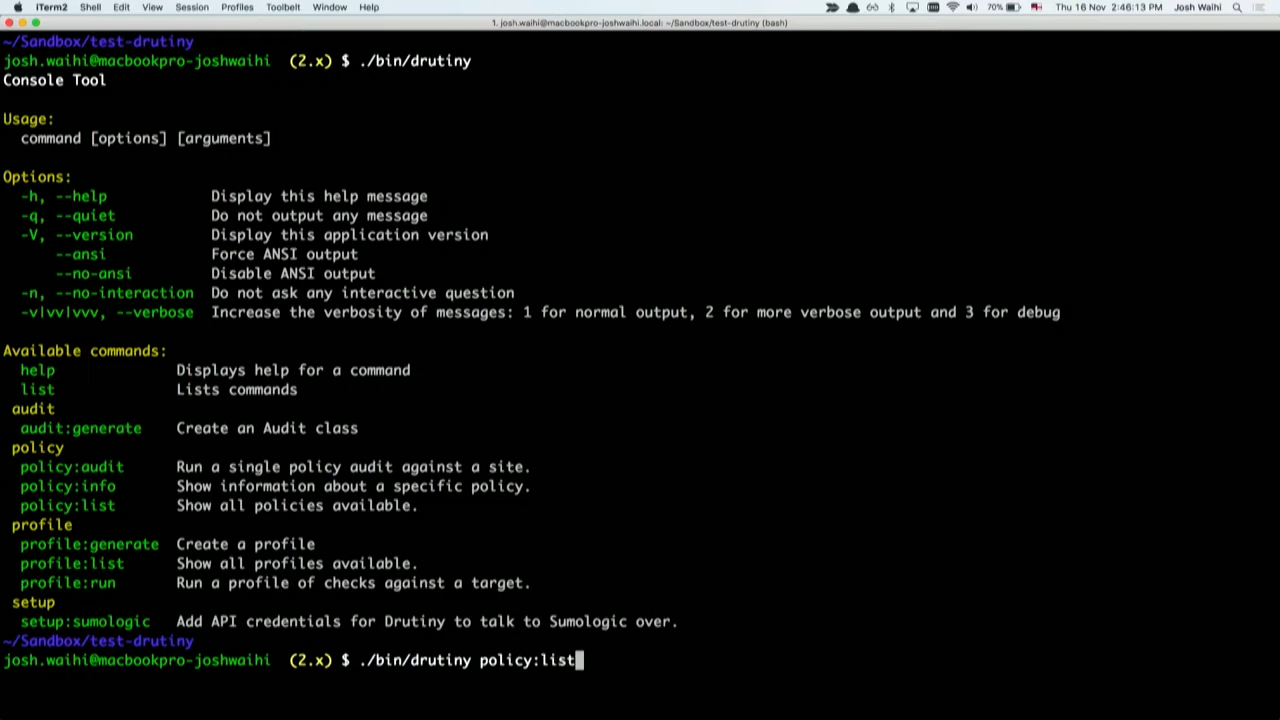 iTerm2 Shell Edit View Session Profiles Toolbelt Window Help 70% Thu 16 Nov 2:46:13 PM Josh Waihi
1. josh.waihi@macbookpro-joshwaihi.local: ~/Sandbox/test-drutiny (bash)
~/Sandbox/test-drutiny
josh.waihi@macbookpro-joshwaihi (2.x) $ ./bin/drutiny
Console Tool
Usage:
command [options] [arguments]
Options:
-h, --help Display this help message
-q, --quiet Do not output any message
-V, --version Display this application version
--ansi Force ANSI output
--no-ansi Disable ANSI output
-n, --no-interaction Do not ask any interactive question
-v|vv|vvv, --verbose Increase the verbosity of messages: 1 for normal output, 2 for more verbose output and 3 for debug
Available commands:
help Displays help for a command
list Lists commands
audit
audit:generate Create an Audit class
policy
policy:audit Run a single policy audit against a site.
policy:info Show information about a specific policy.
policy:list Show all policies available.
profile
profile:generate Create a profile
profile:list Show all profiles available.
profile:run Run a profile of checks against a target.
setup
setup:sumologic Add API credentials for Drutiny to talk to Sumologic over.
~/Sandbox/test-drutiny
josh.waihi@macbookpro-joshwaihi (2.x) $ ./bin/drutiny policy:list